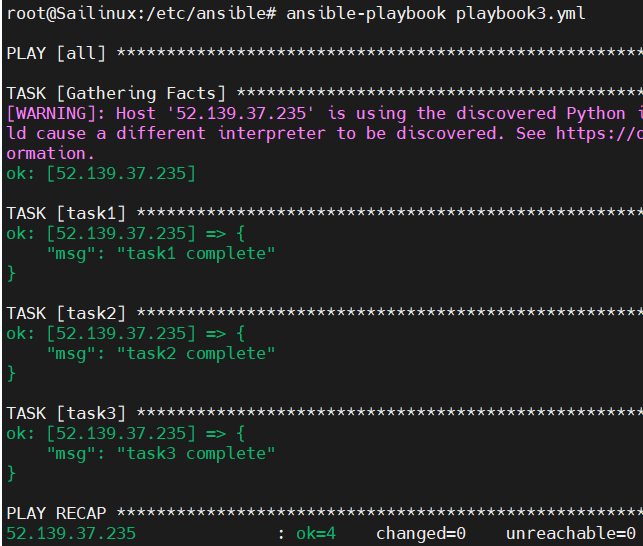 root@Sailinux:/etc/ansible# ansible-playbook playbook3.yml
PLAY [all] *****************************************************
TASK [Gathering Facts] *****************************************
[WARNING]: Host '52.139.37.235' is using the discovered Python
ld cause a different interpreter to be discovered. See
ormation.
ok: [52.139.37.235]
TASK [task1] ***************************************************
ok: [52.139.37.235] => {
    "msg": "task1 complete"
}
TASK [task2] ***************************************************
ok: [52.139.37.235] => {
    "msg": "task2 complete"
}
TASK [task3] ***************************************************
ok: [52.139.37.235] => {
    "msg": "task3 complete"
}
PLAY RECAP *****************************************************
52.139.37.235              : ok=4    changed=0    unreachable=0